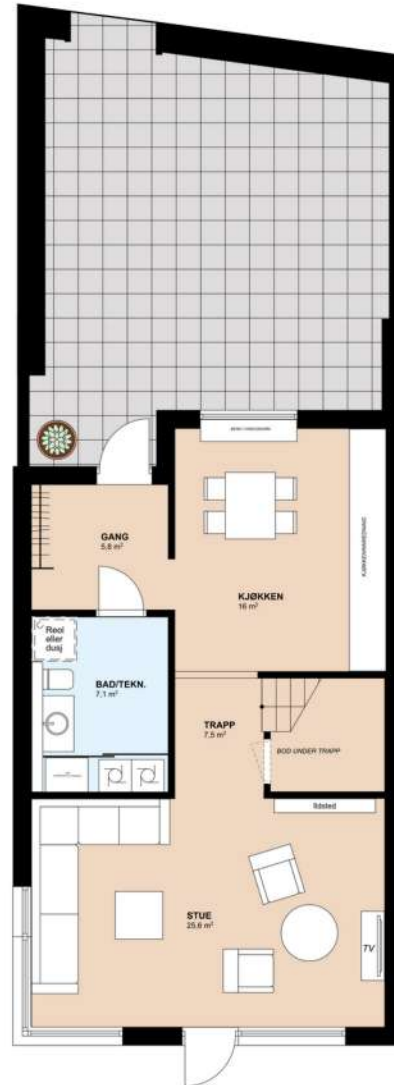 GANG
5,8 m²
KJØKKEN
16 m²
KJØKKENINNREDNING
Reol
eller
dusj
BAD/TEKN.
7,1 m²
TRAPP
7,5 m²
BOD UNDER TRAPP
Ildsted
STUE
25,6 m²
TV